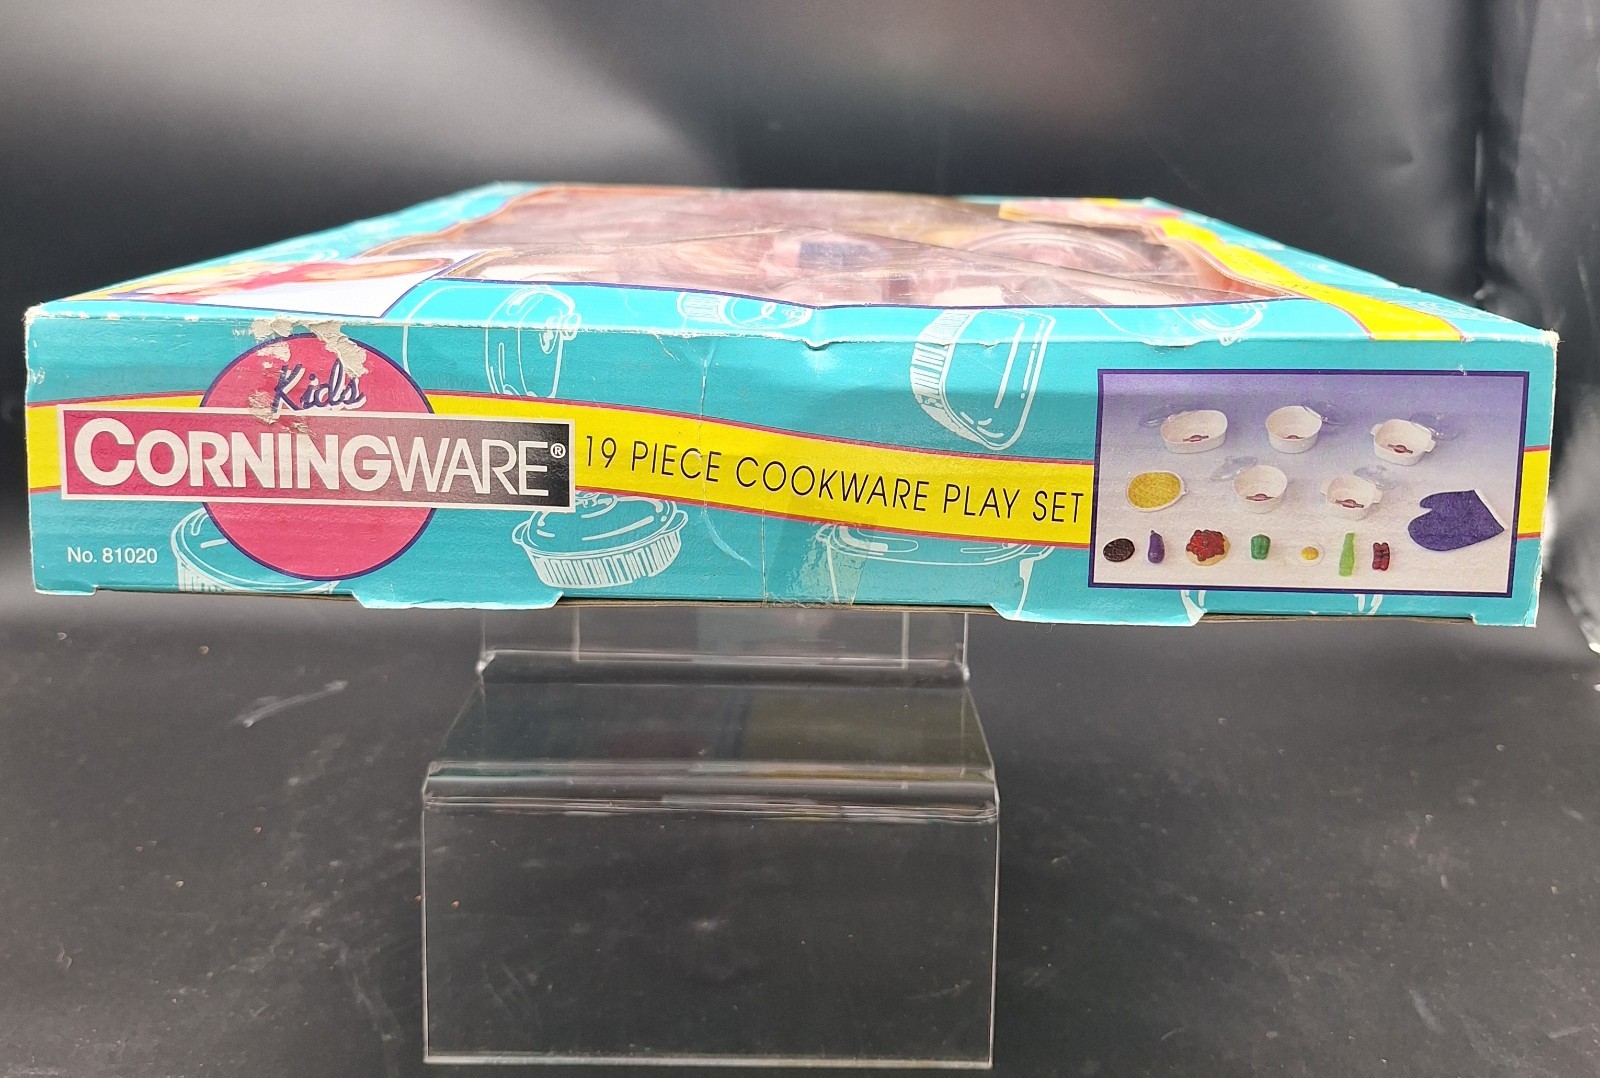 Kids
CORNINGWARE®
19 PIECE COOKWARE PLAY SET
No. 81020